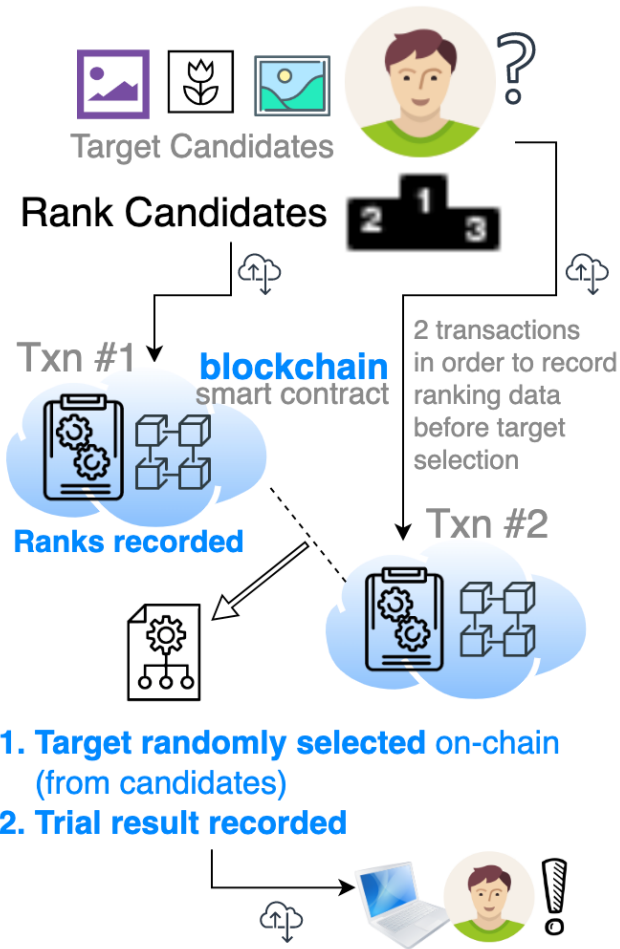 ?
Target Candidates
Rank Candidates
2 1 3
Txn #1
blockchain
smart contract
2 transactions
in order to record
ranking data
before target
selection
Ranks recorded
Txn #2
1. Target randomly selected on-chain
(from candidates)
2. Trial result recorded
!